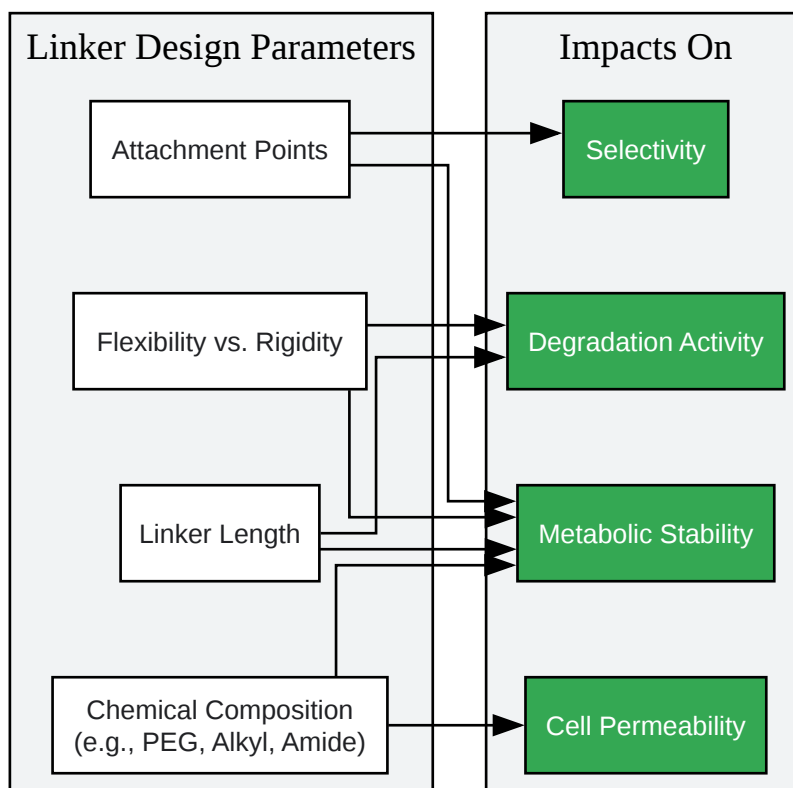 Linker Design Parameters
Impacts On
Attachment Points
Selectivity
Flexibility vs. Rigidity
Degradation Activity
Linker Length
Metabolic Stability
Chemical Composition
(e.g., PEG, Alkyl, Amide)
Cell Permeability